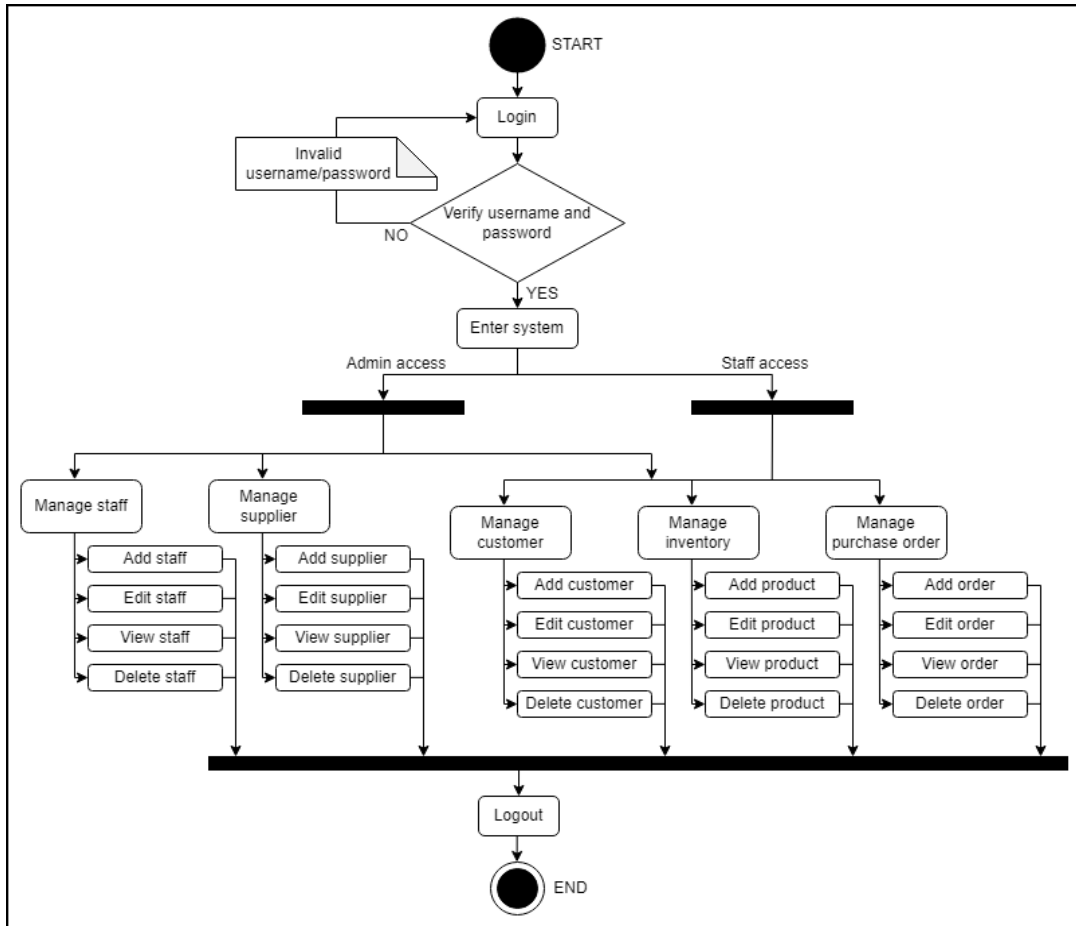 START
Login
Invalid
username/password
Verify username and
password
NO
YES
Enter system
Admin access
Staff access
Manage staff
Manage
supplier
Manage
customer
Manage
inventory
Manage
purchase order
Add staff
Edit staff
View staff
Delete staff
Add supplier
Edit supplier
View supplier
Delete supplier
Add customer
Edit customer
View customer
Delete customer
Add product
Edit product
View product
Delete product
Add order
Edit order
View order
Delete order
Logout
END